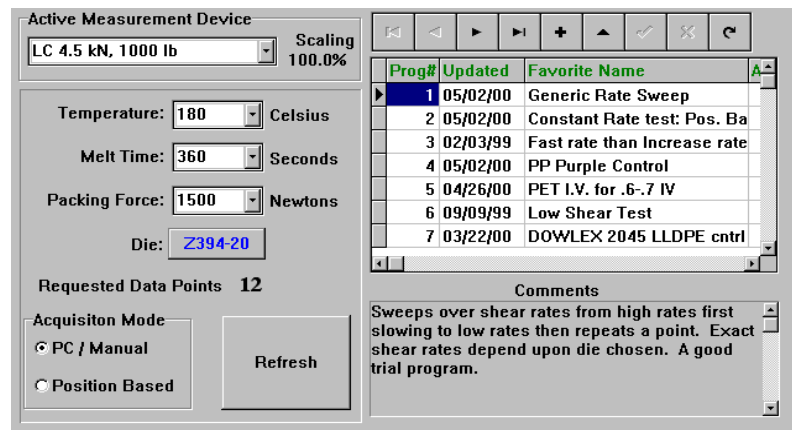 Active Measurement Device
LC 4.5 kN, 1000 lb
Scaling
100.0%
Temperature: 180 Celsius
Melt Time: 360 Seconds
Packing Force: 1500 Newtons
Die: Z394-20
Requested Data Points 12
Acquisiton Mode
PC / Manual
Position Based
Refresh
Prog# Updated Favorite Name A
1 05/02/00 Generic Rate Sweep
2 05/02/00 Constant Rate test: Pos. Ba
3 02/03/99 Fast rate than Increase rate
4 05/02/00 PP Purple Control
5 04/26/00 PET I.V. for .6-.7 IV
6 09/09/99 Low Shear Test
7 03/22/00 DOWLEX 2045 LLDPE cntrl
Comments
Sweeps over shear rates from high rates first
slowing to low rates then repeats a point. Exact
shear rates depend upon die chosen. A good
trial program.